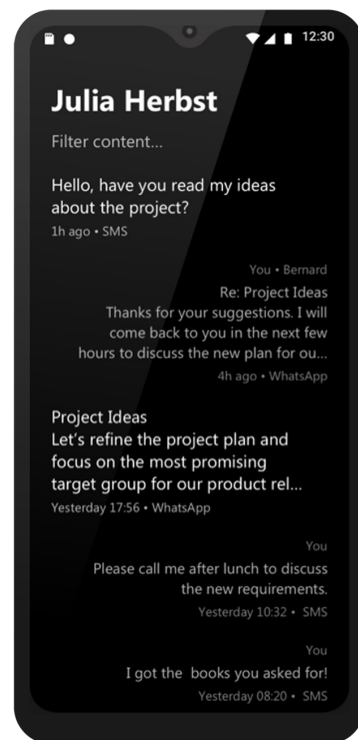 12:30
Julia Herbst
Filter content...
Hello, have you read my ideas
about the project?
1h ago • SMS
You • Bernard
Re: Project Ideas
Thanks for your suggestions. I will
come back to you in the next few
hours to discuss the new plan for ou...
4h ago • WhatsApp
Project Ideas
Let's refine the project plan and
focus on the most promising
target group for our product rel...
Yesterday 17:56 • WhatsApp
You
Please call me after lunch to discuss
the new requirements.
Yesterday 10:32 • SMS
You
I got the books you asked for!
Yesterday 08:20 • SMS